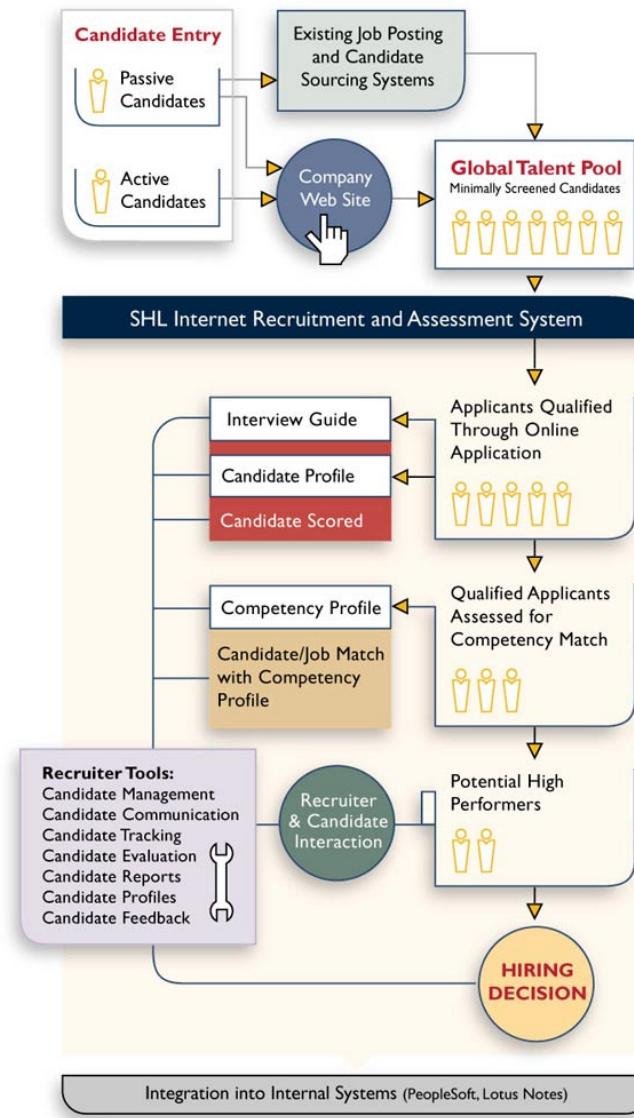 Candidate Entry
Passive
Candidates
Active
Candidates
Existing Job Posting
and Candidate
Sourcing Systems
Company
Web Site
Global Talent Pool
Minimally Screened Candidates
SHL Internet Recruitment and Assessment System
Interview Guide
Candidate Profile
Candidate Scored
Applicants Qualified
Through Online
Application
Competency Profile
Candidate/Job Match
with Competency
Profile
Qualified Applicants
Assessed for
Competency Match
Recruiter Tools:
Candidate Management
Candidate Communication
Candidate Tracking
Candidate Evaluation
Candidate Reports
Candidate Profiles
Candidate Feedback
Recruiter
& Candidate
Interaction
Potential High
Performers
HIRING
DECISION
Integration into Internal Systems (PeopleSoft, Lotus Notes)